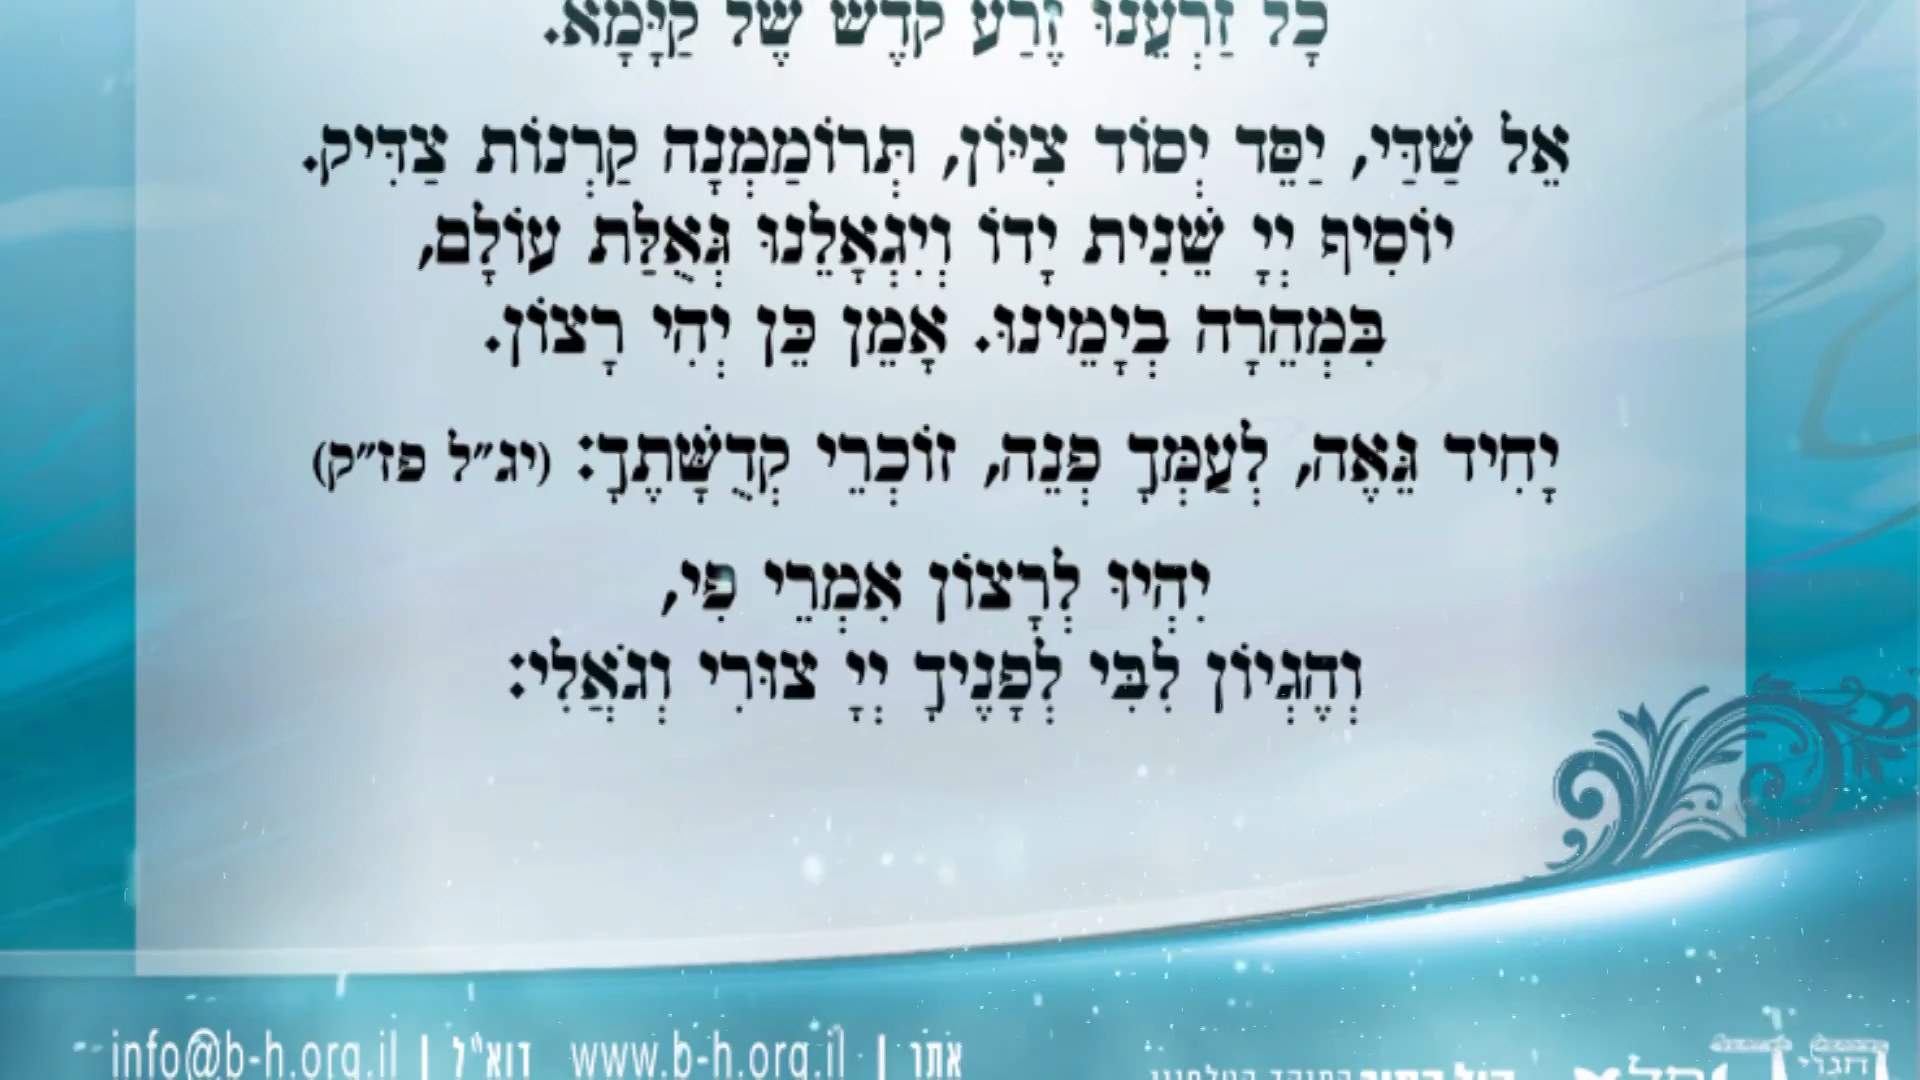 כָּל זַרְעֵנוּ זֶרַע קֹדֶשׁ שֶׁל קַיָּמָא.
אֵל שַׁדַּי, יַסֵּד יְסוֹד צִיּוֹן, תְּרוֹמַמְנָה קַרְנוֹת צַדִּיק.
יוֹסִיף יְיָ שֵׁנִית יָדוֹ וְיִגְאָלֵנוּ גְּאֻלַּת עוֹלָם,
בִּמְהֵרָה בְיָמֵינוּ. אָמֵן כֵּן יְהִי רָצוֹן.
יָחִיד גֵּאֶה, לְעַמְּךָ פְּנֵה, זוֹכְרֵי קְדֻשָּׁתֶךָ: (יג״ל פז״ק)
יִהְיוּ לְרָצוֹן אִמְרֵי פִי,
וְהֶגְיוֹן לִבִּי לְפָנֶיךָ יְיָ צוּרִי וְגֹאֲלִי:
אתר | www.b-h.org.il דוא״ל | info@b-h.org.il